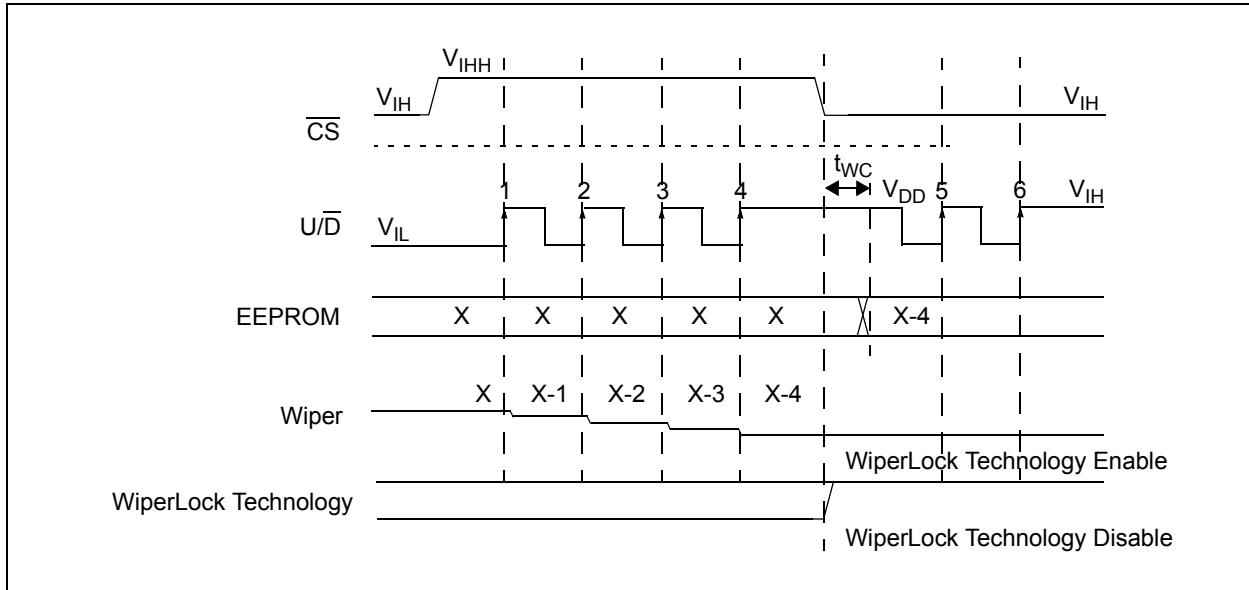 V_IHH
V_IH V_IH
C̅S̅
t_WC
1 2 3 4 V_DD 5 6 V_IH
U/D̅ V_IL
EEPROM X X X X X X-4
X X-1 X-2 X-3 X-4
Wiper
WiperLock Technology Enable
WiperLock Technology
WiperLock Technology Disable